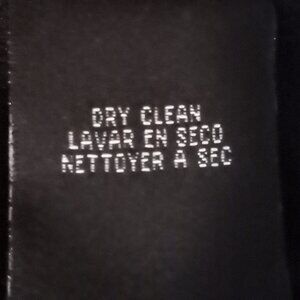 DRY CLEAN
LAVAR EN SECO
NETTOYER A SEC